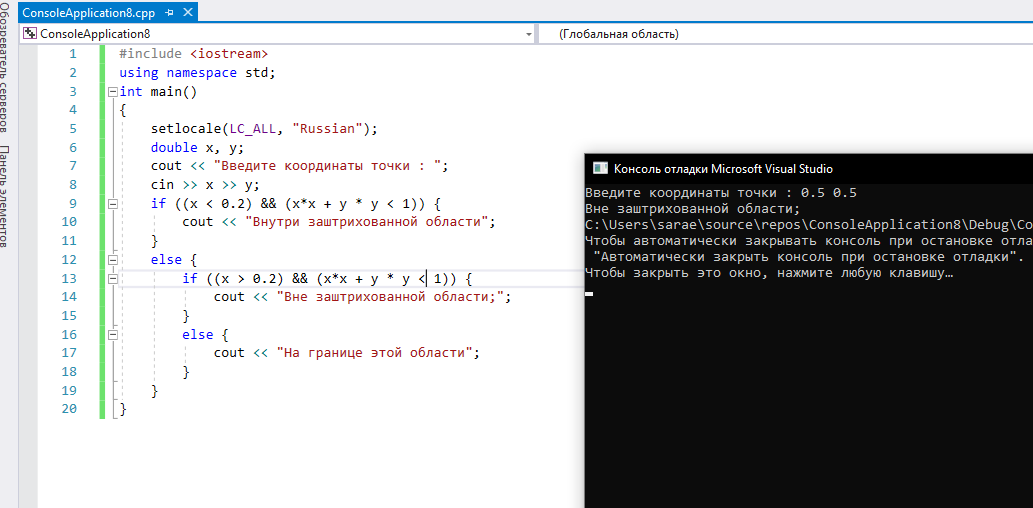 ConsoleApplication8.cpp
Обозреватель серверов
Панель элементов
ConsoleApplication8
(Глобальная область)
1 #include <iostream>
2 using namespace std;
3 int main()
4 {
5 setlocale(LC_ALL, "Russian");
6 double x, y;
7 cout << "Введите координаты точки : ";
8 cin >> x >> y;
9 if ((x < 0.2) && (x*x + y * y < 1)) {
10 cout << "Внутри заштрихованной области";
11 }
12 else {
13 if ((x > 0.2) && (x*x + y * y < 1)) {
14 cout << "Вне заштрихованной области;";
15 }
16 else {
17 cout << "На границе этой области";
18 }
19 }
20 }
Консоль отладки Microsoft Visual Studio
Введите координаты точки : 0.5 0.5
Вне заштрихованной области;
C:\Users\sarae\source\repos\ConsoleApplication8\Debug\Co
Чтобы автоматически закрывать консоль при остановке отла
"Автоматически закрыть консоль при остановке отладки".
Чтобы закрыть это окно, нажмите любую клавишу…